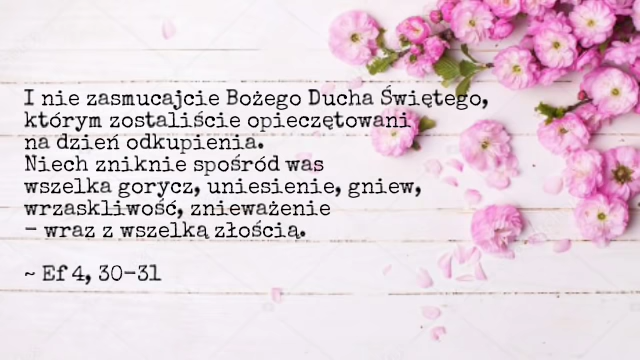 I nie zasmucajcie Bożego Ducha Świętego,
którym zostaliście opieczętowani
na dzień odkupienia.
Niech zniknie spośród was
wszelka gorycz, uniesienie, gniew,
wrzaskliwość, znieważenie
– wraz z wszelką złością.
~ Ef 4, 30-31